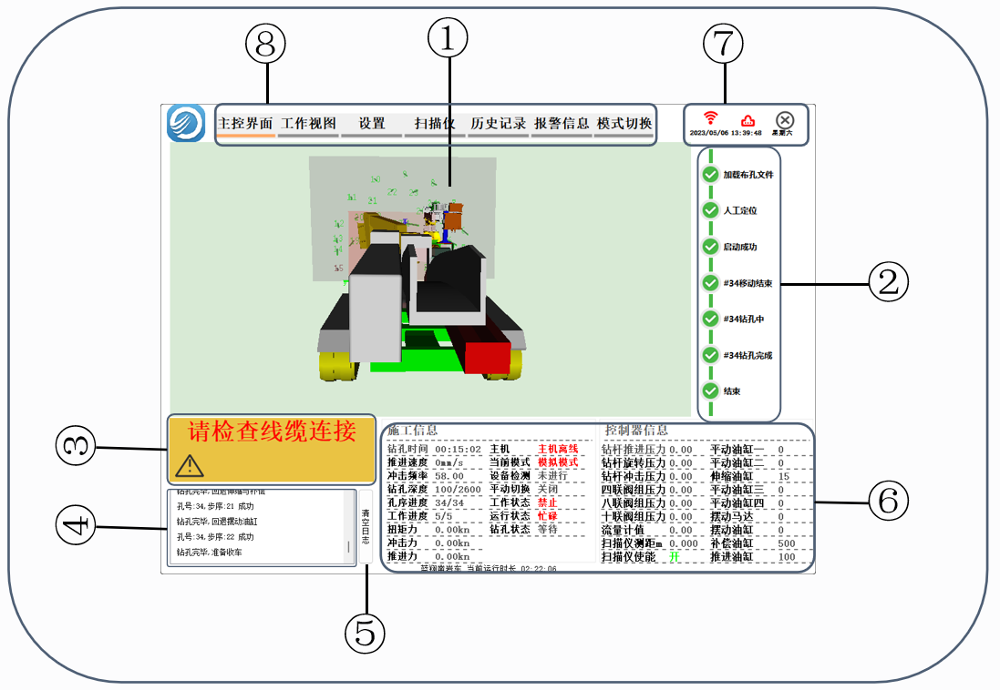 ⑧
①
⑦
主控界面 工作视图 设置 扫描仪 历史记录 报警信息 模式切换
2023/05/06 13:39:48 星期六
加载布孔文件
人工定位
启动成功
#34移动结束
②
#34钻孔中
#34钻孔完成
结束
③
请检查线缆连接
④
钻孔完毕,回退伸缩与补偿
孔号:34,步序:21 成功
钻孔完毕,回退摆动油缸
孔号:34,步序:22 成功
钻孔完毕,准备收车
清空日志
⑤
施工信息
钻孔时间 00:15:02 主机 主机离线
推进速度 0mm/s 当前模式 模拟模式
冲击频率 58.00 设备检测 未进行
钻孔深度 100/2600 平动切换 关闭
孔序进度 34/34 工作状态 禁止
工作进度 5/5 运行状态 忙碌
扭矩力 0.00kn 钻孔状态 等待
冲击力 0.00kn
推进力 0.00kn
当前运行时长 02:22:06
控制器信息
钻杆推进压力 0.00 平动油缸一 0
钻杆旋转压力 0.00 平动油缸二 0
钻杆冲击压力 0.00 伸缩油缸 15
四联阀组压力 0.00 平动油缸三 0
八联阀组压力 0.00 平动油缸四 0
十联阀组压力 0.00 摆动马达 0
流量计值 0.00 摆动油缸 0
扫描仪测距m 0.000 补偿油缸 500
扫描仪使能 开 推进油缸 100
⑥